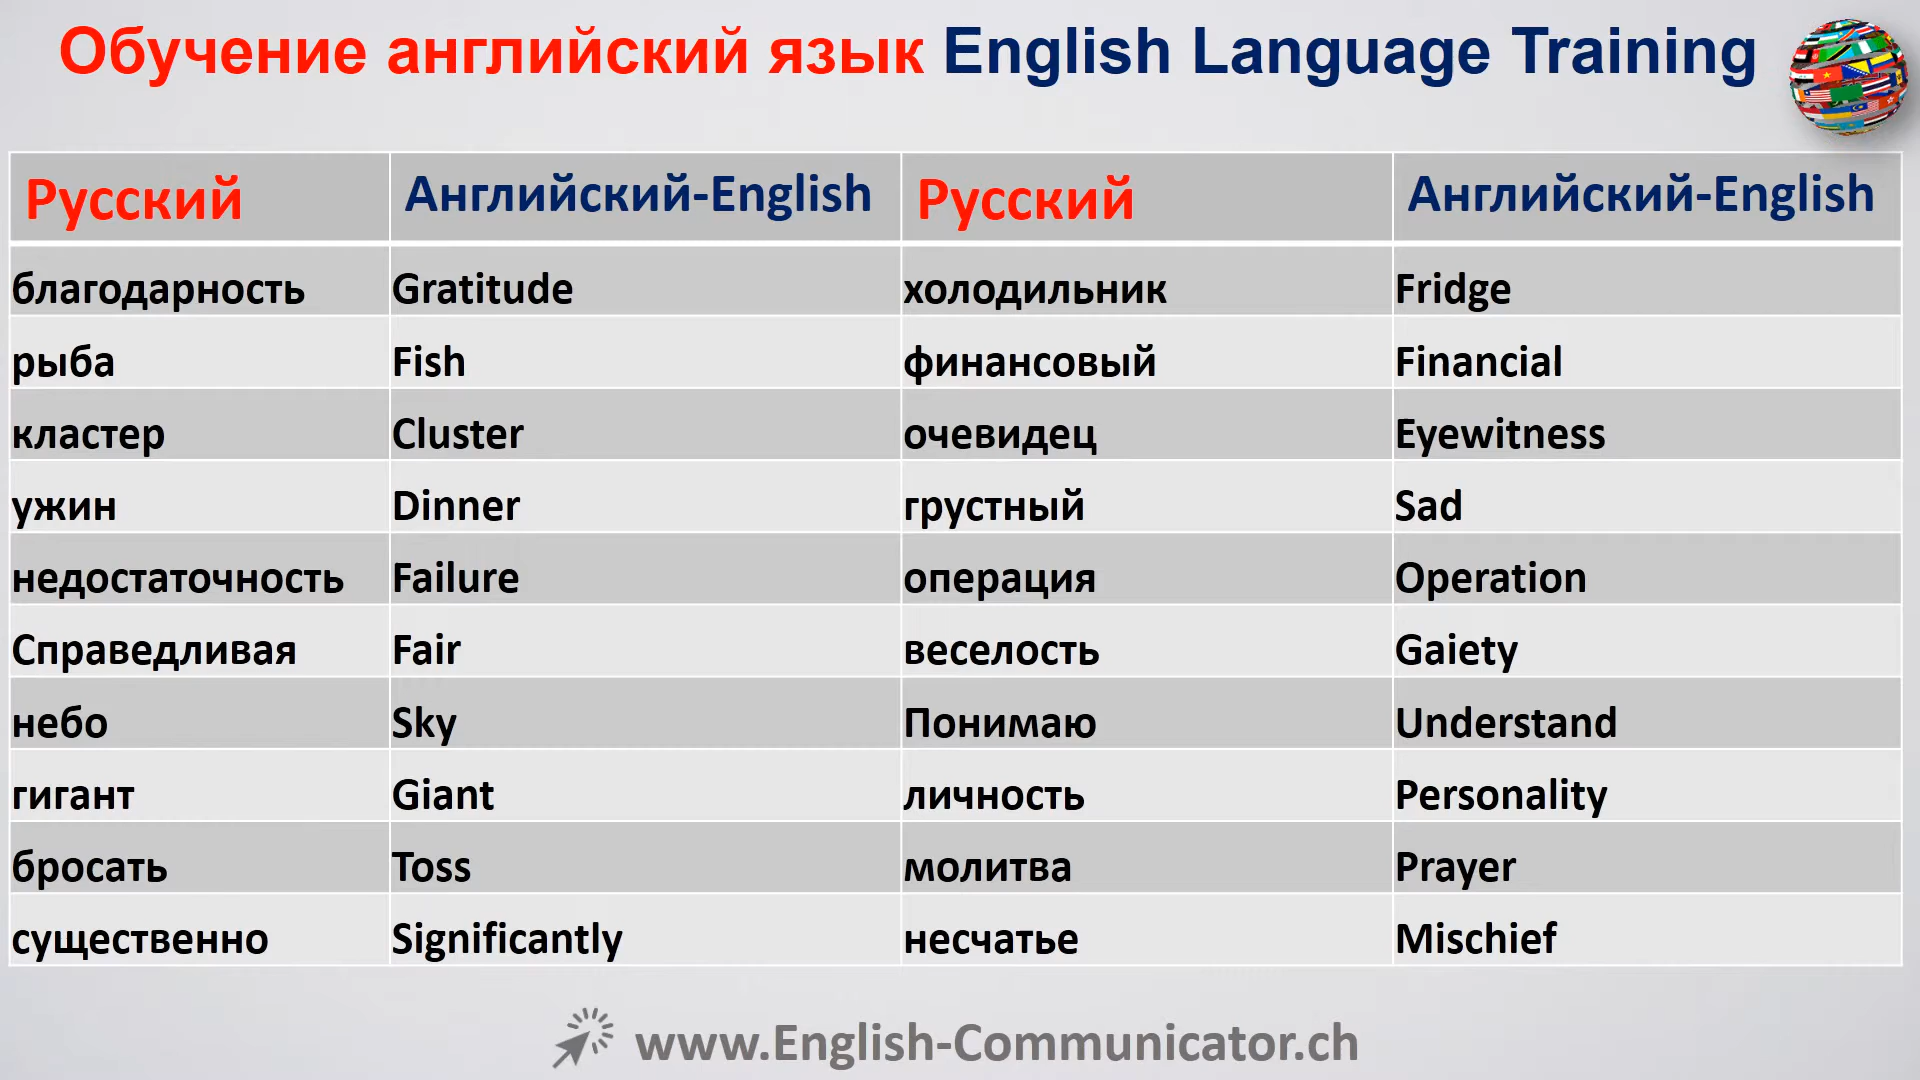 Обучение английский язык English Language Training
Русский Английский-English Русский Английский-English
благодарность Gratitude холодильник Fridge
рыба Fish финансовый Financial
кластер Cluster очевидец Eyewitness
ужин Dinner грустный Sad
недостаточность Failure операция Operation
Справедливая Fair веселость Gaiety
небо Sky Понимаю Understand
гигант Giant личность Personality
бросать Toss молитва Prayer
существенно Significantly несчатье Mischief
www.English-Communicator.ch